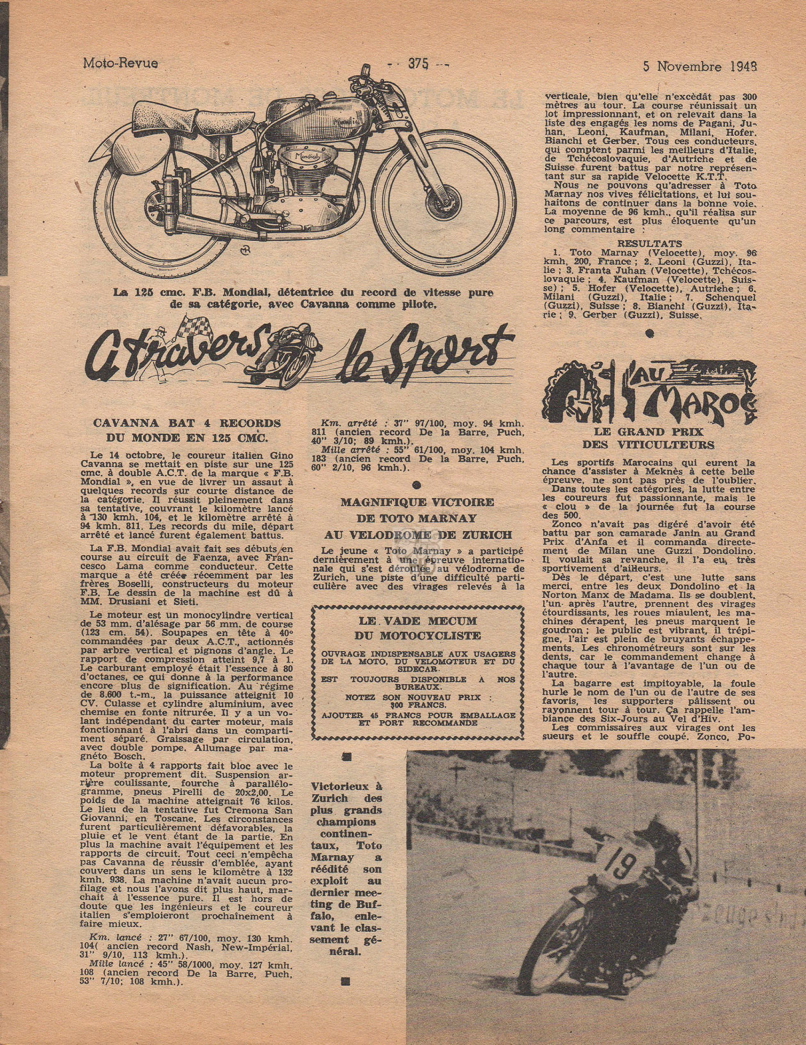 Moto-Revue
-- 375 --
5 Novembre 1948
Mondial
Mondial
La 125 cmc. F.B. Mondial, détentrice du record de vitesse pure
de sa catégorie, avec Cavanna comme pilote.
A travers le Sport
CAVANNA BAT 4 RECORDS
DU MONDE EN 125 CMC.
Le 14 octobre, le coureur italien Gino
Cavanna se mettait en piste sur une 125
cmc, à double A.C.T. de la marque « F.B.
Mondial », en vue de livrer un assaut à
quelques records sur courte distance de
la catégorie. Il réussit pleinement dans
sa tentative, couvrant le kilomètre lancé
à 130 kmh. 104, et le kilomètre arrêté à
94 kmh. 811. Les records du mile, départ
arrêté et lancé furent également battus.
La F.B. Mondial avait fait ses débuts en
course au circuit de Faenza, avec Fran-
cesco Lama comme conducteur. Cette
marque a été créée récemment par les
frères Boselli, constructeurs du moteur
F.B. Le dessin de la machine est dû à
MM. Drusiani et Sieti.
Le moteur est un monocylindre vertical
de 53 mm. d'alésage par 56 mm. de course
(123 cm. 54). Soupapes en tête à 40°
commandées par deux A.C.T., actionnés
par arbre vertical et pignons d'angle. Le
rapport de compression atteint 9,7 à 1.
Le carburant employé était l'essence à 80
d'octanes, ce qui donne à la performance
encore plus de signification. Au régime
de 8.600 t.-m., la puissance atteignit 10
CV. Culasse et cylindre aluminium, avec
chemise en fonte nitrurée. Il y a un vo-
lant indépendant du carter moteur, mais
fonctionnant à l'abri dans un comparti-
ment séparé. Graissage par circulation,
avec double pompe. Allumage par ma-
gnéto Bosch.
La boîte à 4 rapports fait bloc avec le
moteur proprement dit. Suspension ar-
rière coulissante, fourche à parallélo-
gramme, pneus Pirelli de 20x2,00. Le
poids de la machine atteignait 76 kilos.
Le lieu de la tentative fut Cremona San
Giovanni, en Toscane. Les circonstances
furent particulièrement défavorables, la
pluie et le vent étant de la partie. En
plus la machine avait l'équipement et les
rapports de circuit. Tout ceci n'empêcha
pas Cavanna de réussir d'emblée, ayant
couvert dans un sens le kilomètre à 132
kmh. 938. La machine n'avait aucun pro-
filage et nous l'avons dit plus haut, mar-
chait à l'essence pure. Il est hors de
doute que les ingénieurs et le coureur
italien s'emploieront prochainement à
faire mieux.
Km. lancé : 27" 67/100, moy. 130 kmh.
104( ancien record Nash, New-Impérial,
31" 9/10, 113 kmh.).
Mille lancé : 45" 58/1000, moy. 127 kmh.
108 (ancien record De la Barre, Puch,
53" 7/10; 108 kmh.).
Km. arrêté : 37" 97/100, moy. 94 kmh.
811 (ancien record De la Barre, Puch,
40" 3/10; 89 kmh.).
Mille arrêté : 55" 61/100, moy. 104 kmh.
183 (ancien record De la Barre, Puch,
60" 2/10, 96 kmh.).
MAGNIFIQUE VICTOIRE
DE TOTO MARNAY
AU VELODROME DE ZURICH
Le jeune « Toto Marnay » a participé
dernièrement à une épreuve internatio-
nale qui s'est déroulée au vélodrome de
Zurich, une piste d'une difficulté parti-
culière avec des virages relevés à la
LE VADE MECUM
DU MOTOCYCLISTE
OUVRAGE INDISPENSABLE AUX USAGERS
DE LA MOTO, DU VELOMOTEUR ET DU
SIDECAR.
EST TOUJOURS DISPONIBLE A NOS
BUREAUX.
NOTEZ SON NOUVEAU PRIX :
300 FRANCS.
AJOUTER 45 FRANCS POUR EMBALLAGE
ET PORT RECOMMANDE
Victorieux à
Zurich des
plus grands
champions
continen-
taux, Toto
Marnay a
réédité son
exploit au
dernier mee-
ting de Buf-
falo, enle-
vant le clas-
sement gé-
néral.
verticale, bien qu'elle n'excédât pas 300
mètres au tour. La course réunissait un
lot impressionnant, et on relevait dans la
liste des engagés les noms de Pagani, Ju-
han, Leoni, Kaufman, Milani, Hofer,
Bianchi et Gerber. Tous ces conducteurs,
qui comptent parmi les meilleurs d'Italie,
de Tchécoslovaquie, d'Autriche et de
Suisse furent battus par notre représen-
tant sur sa rapide Velocette K.T.T.
Nous ne pouvons qu'adresser à Toto
Marnay nos vives félicitations, et lui sou-
haitons de continuer dans la bonne voie.
La moyenne de 96 kmh., qu'il réalisa sur
ce parcours, est plus éloquente qu'un
long commentaire :
RESULTATS
1. Toto Marnay (Velocette), moy. 96
kmh. 200, France ; 2. Leoni (Guzzi), Ita-
lie ; 3. Franta Juhan (Velocette), Tchécos-
lovaquie ; 4. Kaufman (Velocette), Suis-
se) ; 5. Hofer (Velocette), Autriche ; 6.
Milani (Guzzi), Italie ; 7. Schenquel
(Guzzi), Suisse ; 8. Bianchi (Guzzi), Ita-
rie ; 9. Gerber (Guzzi), Suisse.
AU MAROC
LE GRAND PRIX
DES VITICULTEURS
Les sportifs Marocains qui eurent la
chance d'assister à Meknès à cette belle
épreuve, ne sont pas près de l'oublier.
Dans toutes les catégories, la lutte entre
les coureurs fut passionnante, mais le
« clou » de la journée fut la course
des 500.
Zonco n'avait pas digéré d'avoir été
battu par son camarade Janin au Grand
Prix d'Anfa et il commanda directe-
ment de Milan une Guzzi Dondolino.
Il voulait sa revanche, il l'a eu, très
sportivement d'ailleurs.
Dès le départ, c'est une lutte sans
merci, entre les deux Dondolino et la
Norton Manx de Madama. Ils se doublent,
l'un après l'autre, prennent des virages
étourdissants, les roues miaulent, les ma-
chines dérapent, les pneus marquent le
goudron ; le public est vibrant, il trépi-
gne, l'air est plein de bruyants échappe-
ments. Les chronométreurs sont sur les
dents, car le commandement change à
chaque tour à l'avantage de l'un ou de
l'autre.
La bagarre est impitoyable, la foule
hurle le nom de l'un ou de l'autre de ses
favoris, les supporters pâlissent ou
rayonnent tour à tour. Ça rappelle l'am-
biance des Six-Jours au Vel d'Hiv.
Les commissaires aux virages ont les
sueurs et le souffle coupé. Zonco, Po-
19